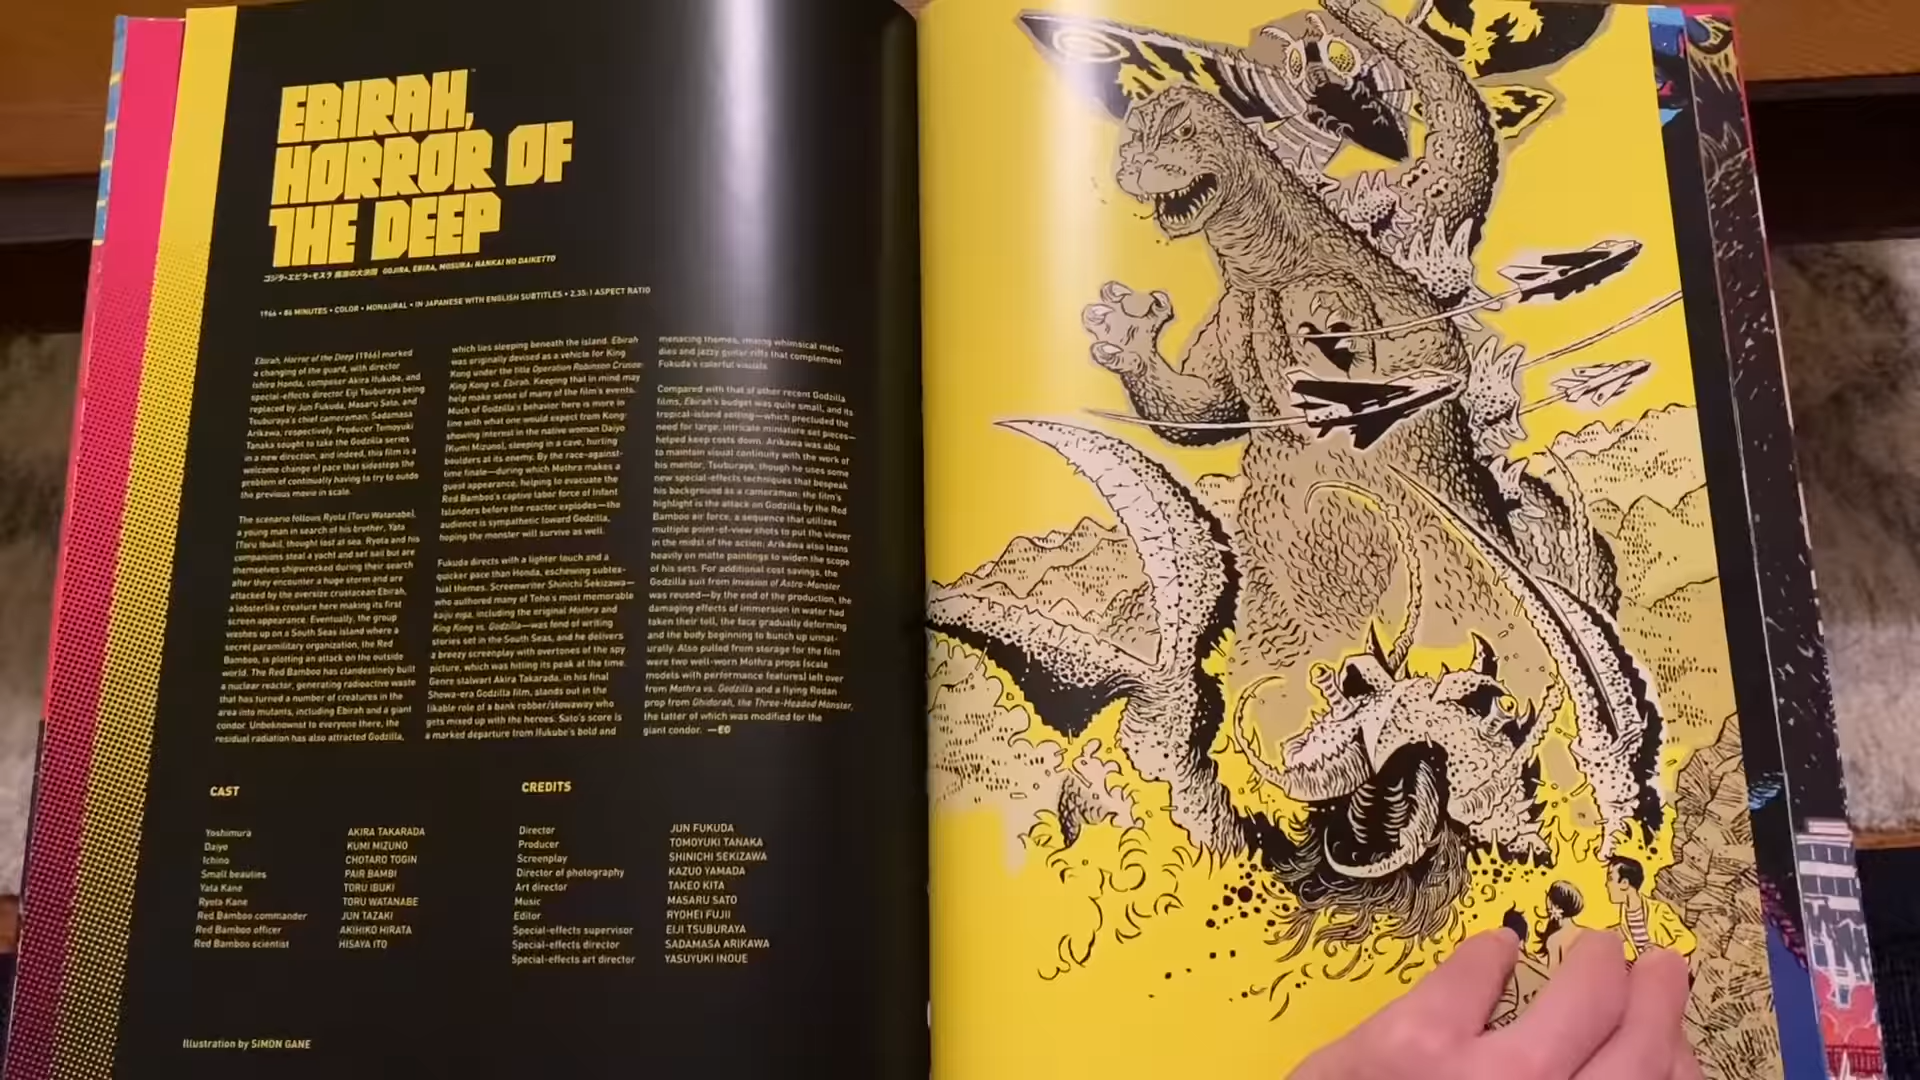 EBIRAH,
HORROR OF
THE DEEP
ゴジラ・エビラ・モスラ 南海の大決闘 GOJIRA, EBIRA, MOSURA: NANKAI NO DAIKETTO
1966 • 86 MINUTES • COLOR • MONAURAL • IN JAPANESE WITH ENGLISH SUBTITLES • 2.35:1 ASPECT RATIO
Ebirah, Horror of the Deep (1966) marked
a changing of the guard, with director
Ishiro Honda, composer Akira Ifukube, and
special-effects director Eiji Tsuburaya being
replaced by Jun Fukuda, Masaru Sato, and
Tsuburaya's chief cameraman, Sadamasa
Arikawa, respectively. Producer Tomoyuki
Tanaka sought to take the Godzilla series
in a new direction, and indeed, this film is a
welcome change of pace that sidesteps the
problem of continually having to try to outdo
the previous movie in scale.
The scenario follows Ryota (Toru Watanabe),
a young man in search of his brother, Yata
(Toru Ibuki), thought lost at sea. Ryota and his
companions steal a yacht and set sail but are
themselves shipwrecked during their search
after they encounter a huge storm and are
attacked by the oversize crustacean Ebirah,
a lobsterlike creature here making its first
screen appearance. Eventually, the group
washes up on a South Seas island where a
secret paramilitary organization, the Red
Bamboo, is plotting an attack on the outside
world. The Red Bamboo has clandestinely built
a nuclear reactor, generating radioactive waste
that has turned a number of creatures in the
area into mutants, including Ebirah and a giant
condor. Unbeknownst to everyone there, the
residual radiation has also attracted Godzilla,
which lies sleeping beneath the island. Ebirah
was originally devised as a vehicle for King
Kong under the title Operation Robinson Crusoe:
King Kong vs. Ebirah. Keeping that in mind may
help make sense of many of the film's events.
Much of Godzilla's behavior here is more in
line with what one would expect from Kong:
showing interest in the native woman Daiyo
(Kumi Mizuno), sleeping in a cave, hurling
boulders at its enemy. By the race-against-
time finale—during which Mothra makes a
guest appearance, helping to evacuate the
Red Bamboo's captive labor force of Infant
Islanders before the reactor explodes—the
audience is sympathetic toward Godzilla,
hoping the monster will survive as well.
Fukuda directs with a lighter touch and a
quicker pace than Honda, eschewing subtex-
tual themes. Screenwriter Shinichi Sekizawa—
who authored many of Toho's most memorable
kaiju eiga, including the original Mothra and
King Kong vs. Godzilla—was fond of writing
stories set in the South Seas, and he delivers
a breezy screenplay with overtones of the spy
picture, which was hitting its peak at the time.
Genre stalwart Akira Takarada, in his final
Showa-era Godzilla film, stands out in the
likable role of a bank robber/stowaway who
gets mixed up with the heroes. Sato's score is
a marked departure from Ifukube's bold and
menacing themes, mixing whimsical melo-
dies and jazzy guitar riffs that complement
Fukuda's colorful visuals.
Compared with that of other recent Godzilla
films, Ebirah's budget was quite small, and its
tropical-island setting—which precluded the
need for large, intricate miniature set pieces—
helped keep costs down. Arikawa was able
to maintain visual continuity with the work of
his mentor, Tsuburaya, though he uses some
new special-effects techniques that bespeak
his background as a cameraman; the film's
highlight is the attack on Godzilla by the Red
Bamboo air force, a sequence that utilizes
multiple point-of-view shots to put the viewer
in the midst of the action; Arikawa also leans
heavily on matte paintings to widen the scope
of his sets. For additional cost savings, the
Godzilla suit from Invasion of Astro-Monster
was reused—by the end of the production, the
damaging effects of immersion in water had
taken their toll, the face gradually deforming
and the body beginning to bunch up unnat-
urally. Also pulled from storage for the film
were two well-worn Mothra props (scale
models with performance features) left over
from Mothra vs. Godzilla and a flying Rodan
prop from Ghidorah, the Three-Headed Monster,
the latter of which was modified for the
giant condor. —EG
CAST
Yoshimura AKIRA TAKARADA
Daiyo KUMI MIZUNO
Ichino CHOTARO TOGIN
Small beauties PAIR BAMBI
Yata Kane TORU IBUKI
Ryota Kane TORU WATANABE
Red Bamboo commander JUN TAZAKI
Red Bamboo officer AKIHIKO HIRATA
Red Bamboo scientist HISAYA ITO
CREDITS
Director JUN FUKUDA
Producer TOMOYUKI TANAKA
Screenplay SHINICHI SEKIZAWA
Director of photography KAZUO YAMADA
Art director TAKEO KITA
Music MASARU SATO
Editor RYOHEI FUJII
Special-effects supervisor EIJI TSUBURAYA
Special-effects director SADAMASA ARIKAWA
Special-effects art director YASUYUKI INOUE
Illustration by SIMON GANE